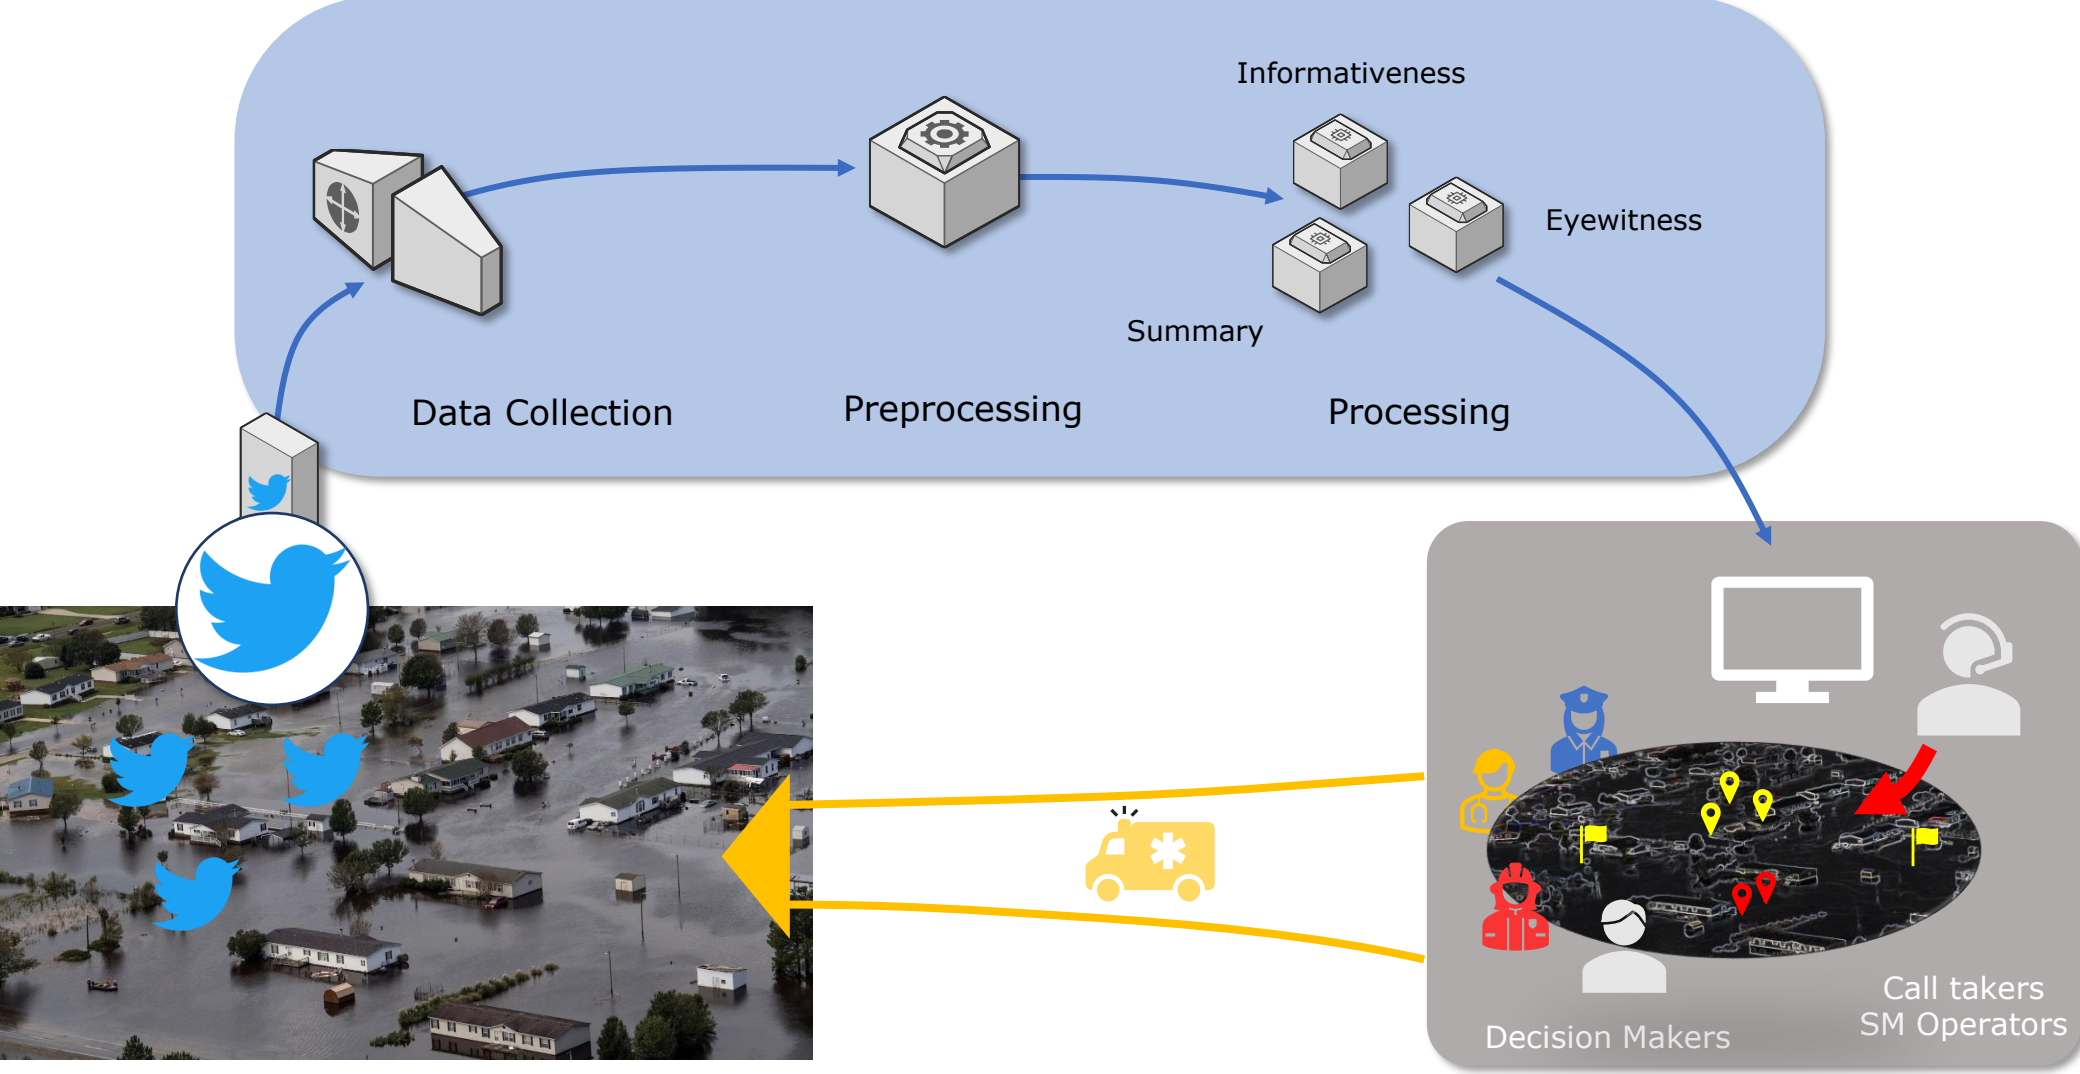 Informativeness
Eyewitness
Summary
Data Collection
Preprocessing
Processing
Call takers
SM Operators
Decision Makers